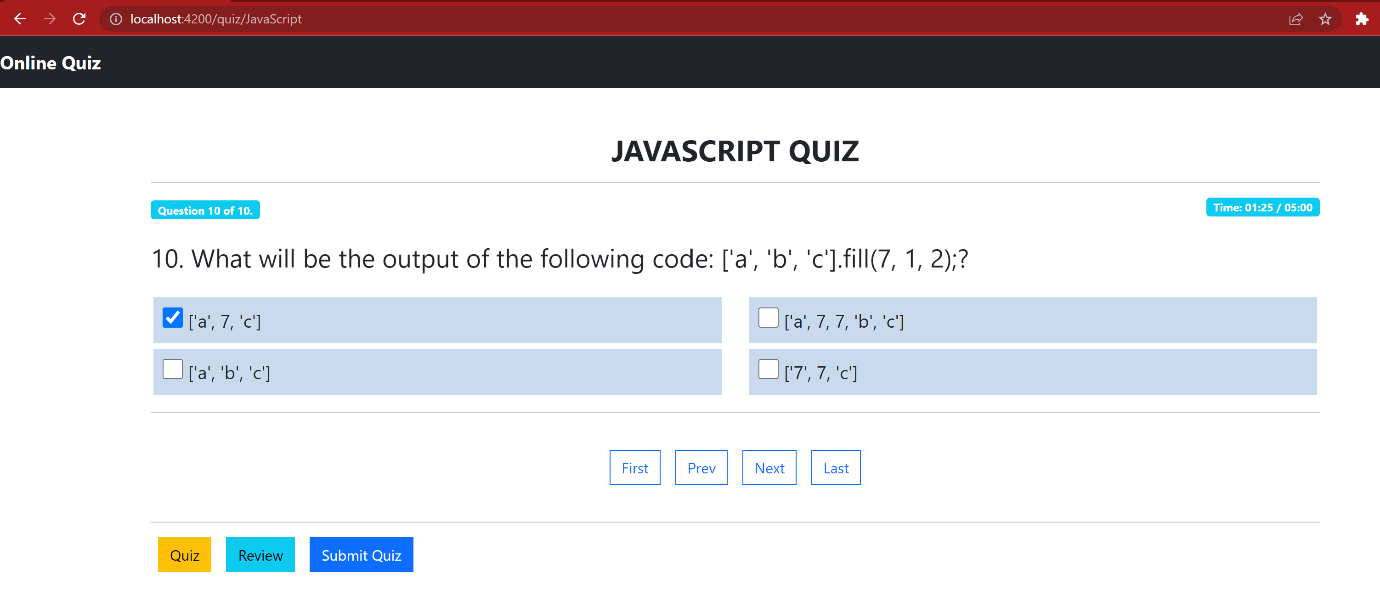 localhost:4200/quiz/JavaScript
Online Quiz
JAVASCRIPT QUIZ
Question 10 of 10.
Time: 01:25 / 05:00
10. What will be the output of the following code: ['a', 'b', 'c'].fill(7, 1, 2);?
['a', 7, 'c']
['a', 7, 7, 'b', 'c']
['a', 'b', 'c']
['7', 7, 'c']
First Prev Next Last
Quiz Review Submit Quiz